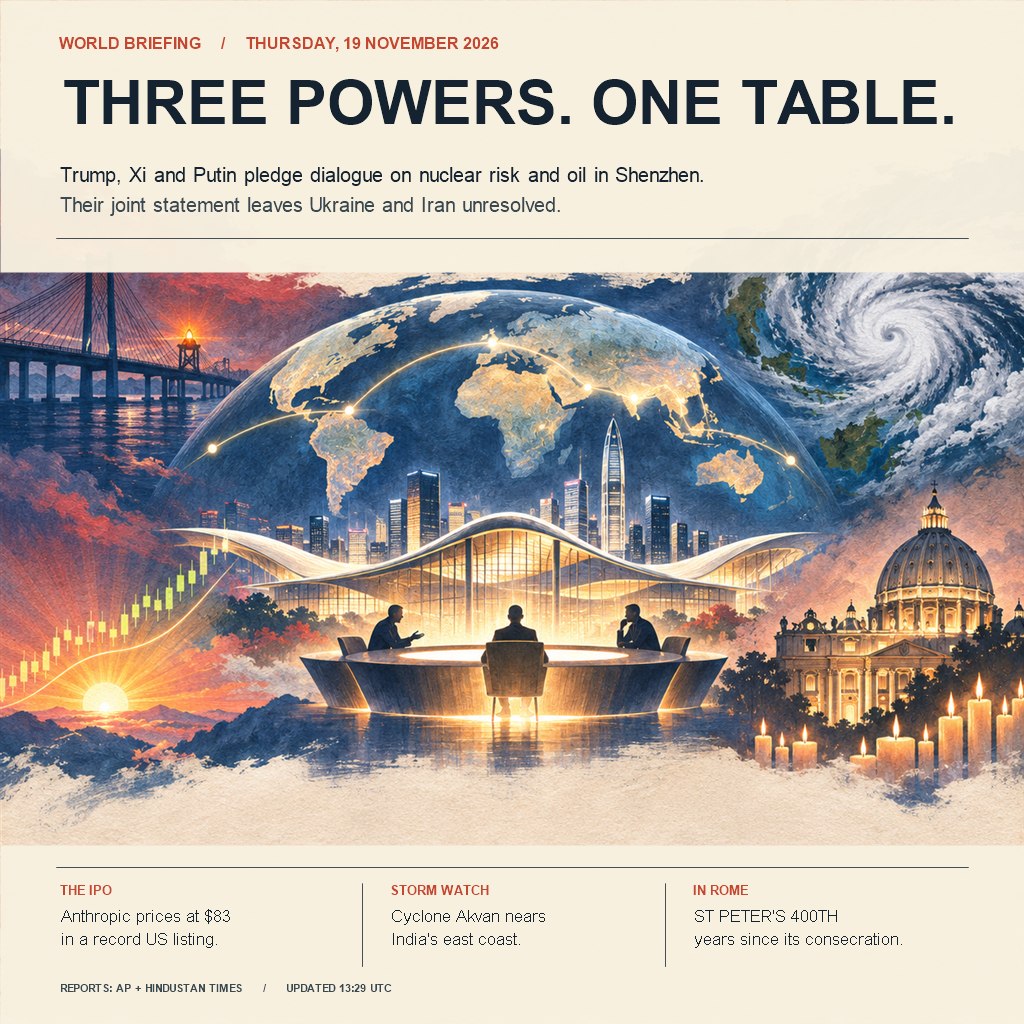 WORLD BRIEFING / THURSDAY, 19 NOVEMBER 2026
THREE POWERS. ONE TABLE.
Trump, Xi and Putin pledge dialogue on nuclear risk and oil in Shenzhen.
Their joint statement leaves Ukraine and Iran unresolved.
THE IPO
Anthropic prices at $83
in a record US listing.
STORM WATCH
Cyclone Akvan nears
India's east coast.
IN ROME
ST PETER'S 400TH
years since its consecration.
REPORTS: AP + HINDUSTAN TIMES / UPDATED 13:29 UTC